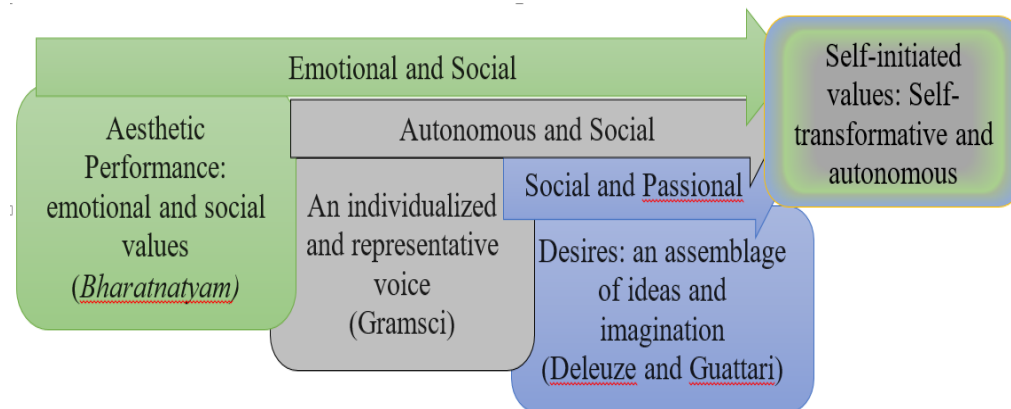 Emotional and Social
Aesthetic
Performance:
emotional and social
values
(Bharatnatyam)
Autonomous and Social
An individualized
and representative
voice
(Gramsci)
Social and Passional
Desires: an assemblage
of ideas and
imagination
(Deleuze and Guattari)
Self-initiated
values: Self-
transformative and
autonomous